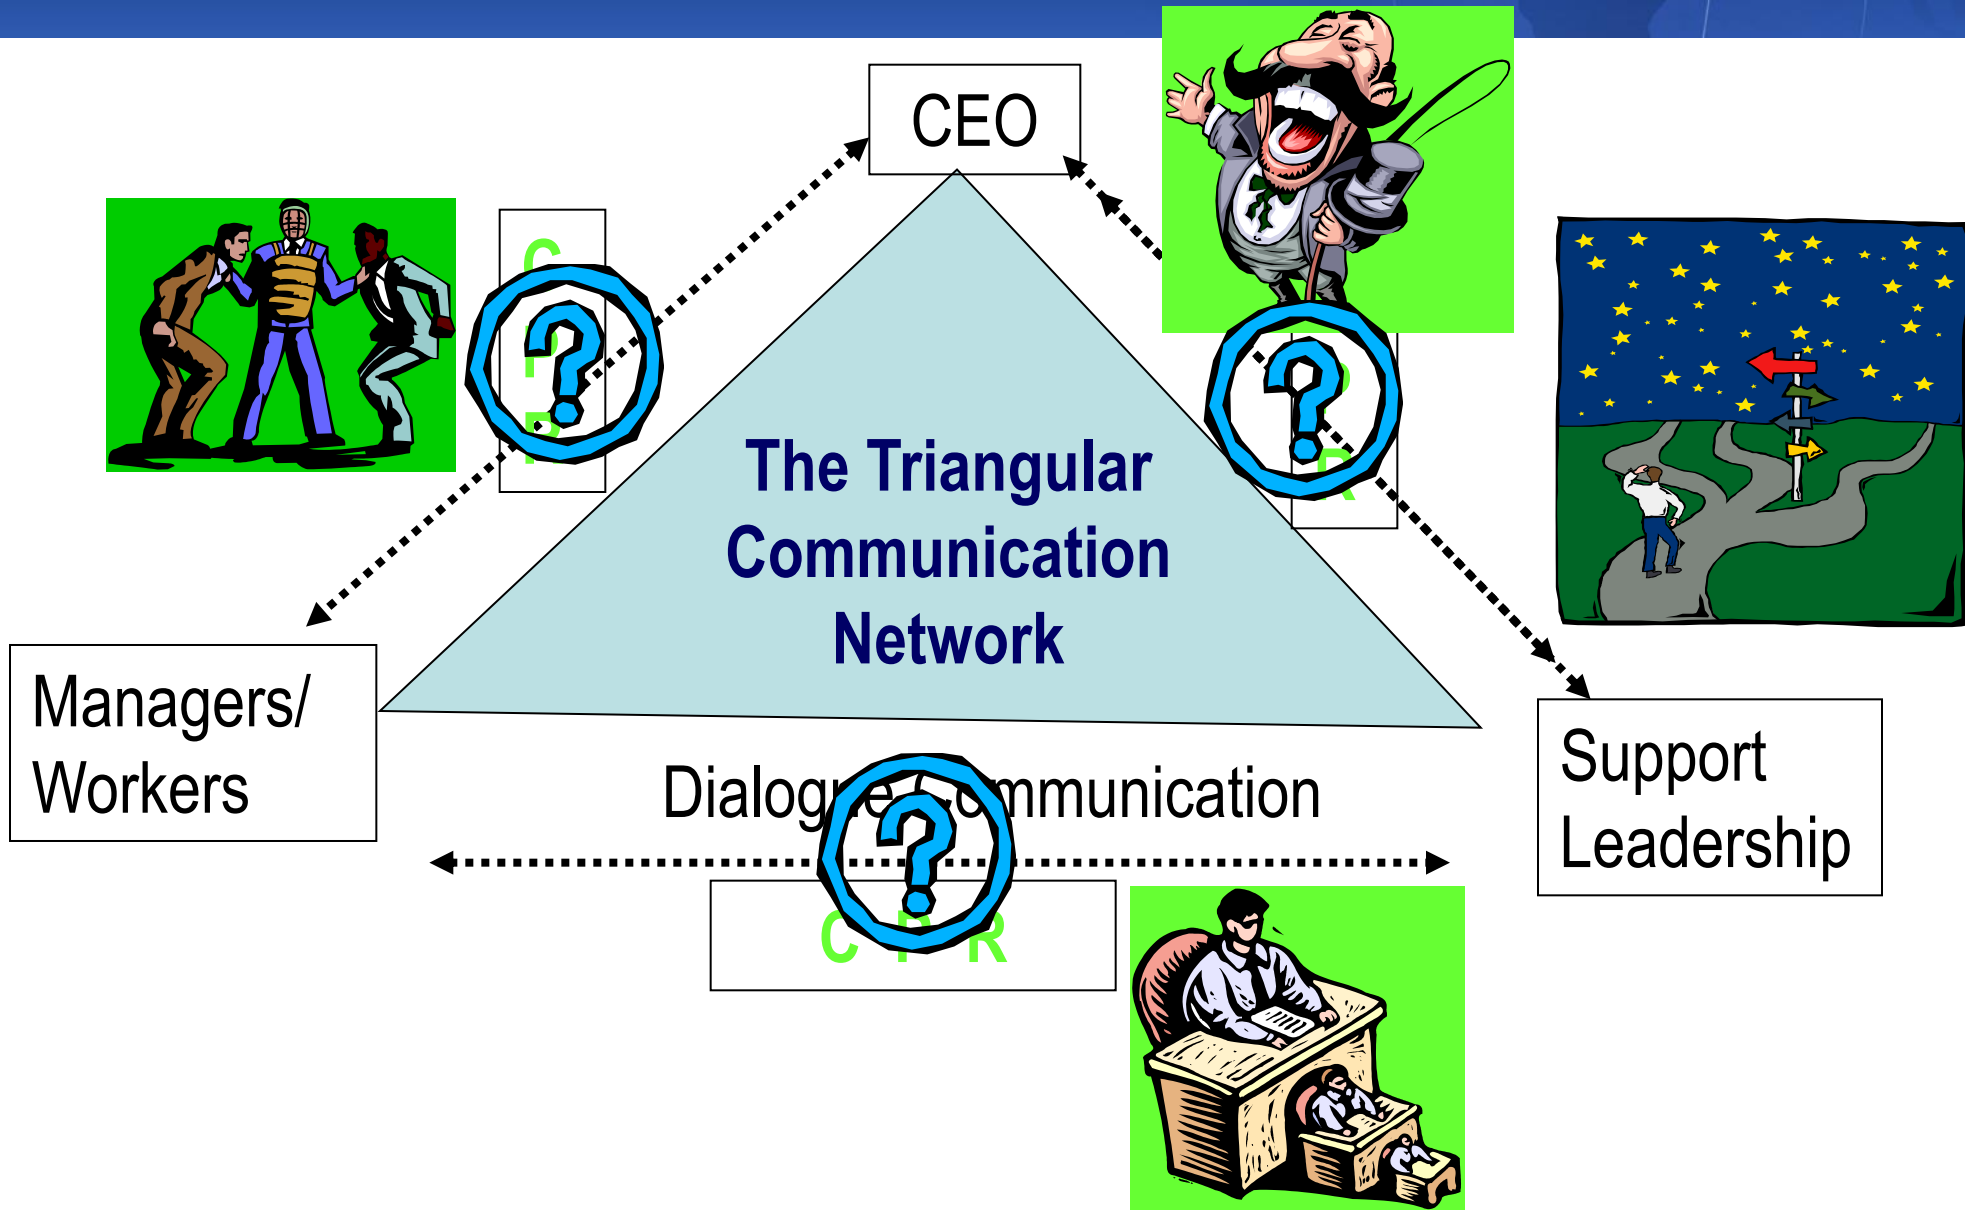 CEO
C
P
R
P
R
The Triangular
Communication
Network
Managers/
Workers
Support
Leadership
Dialogue Communication
C P R